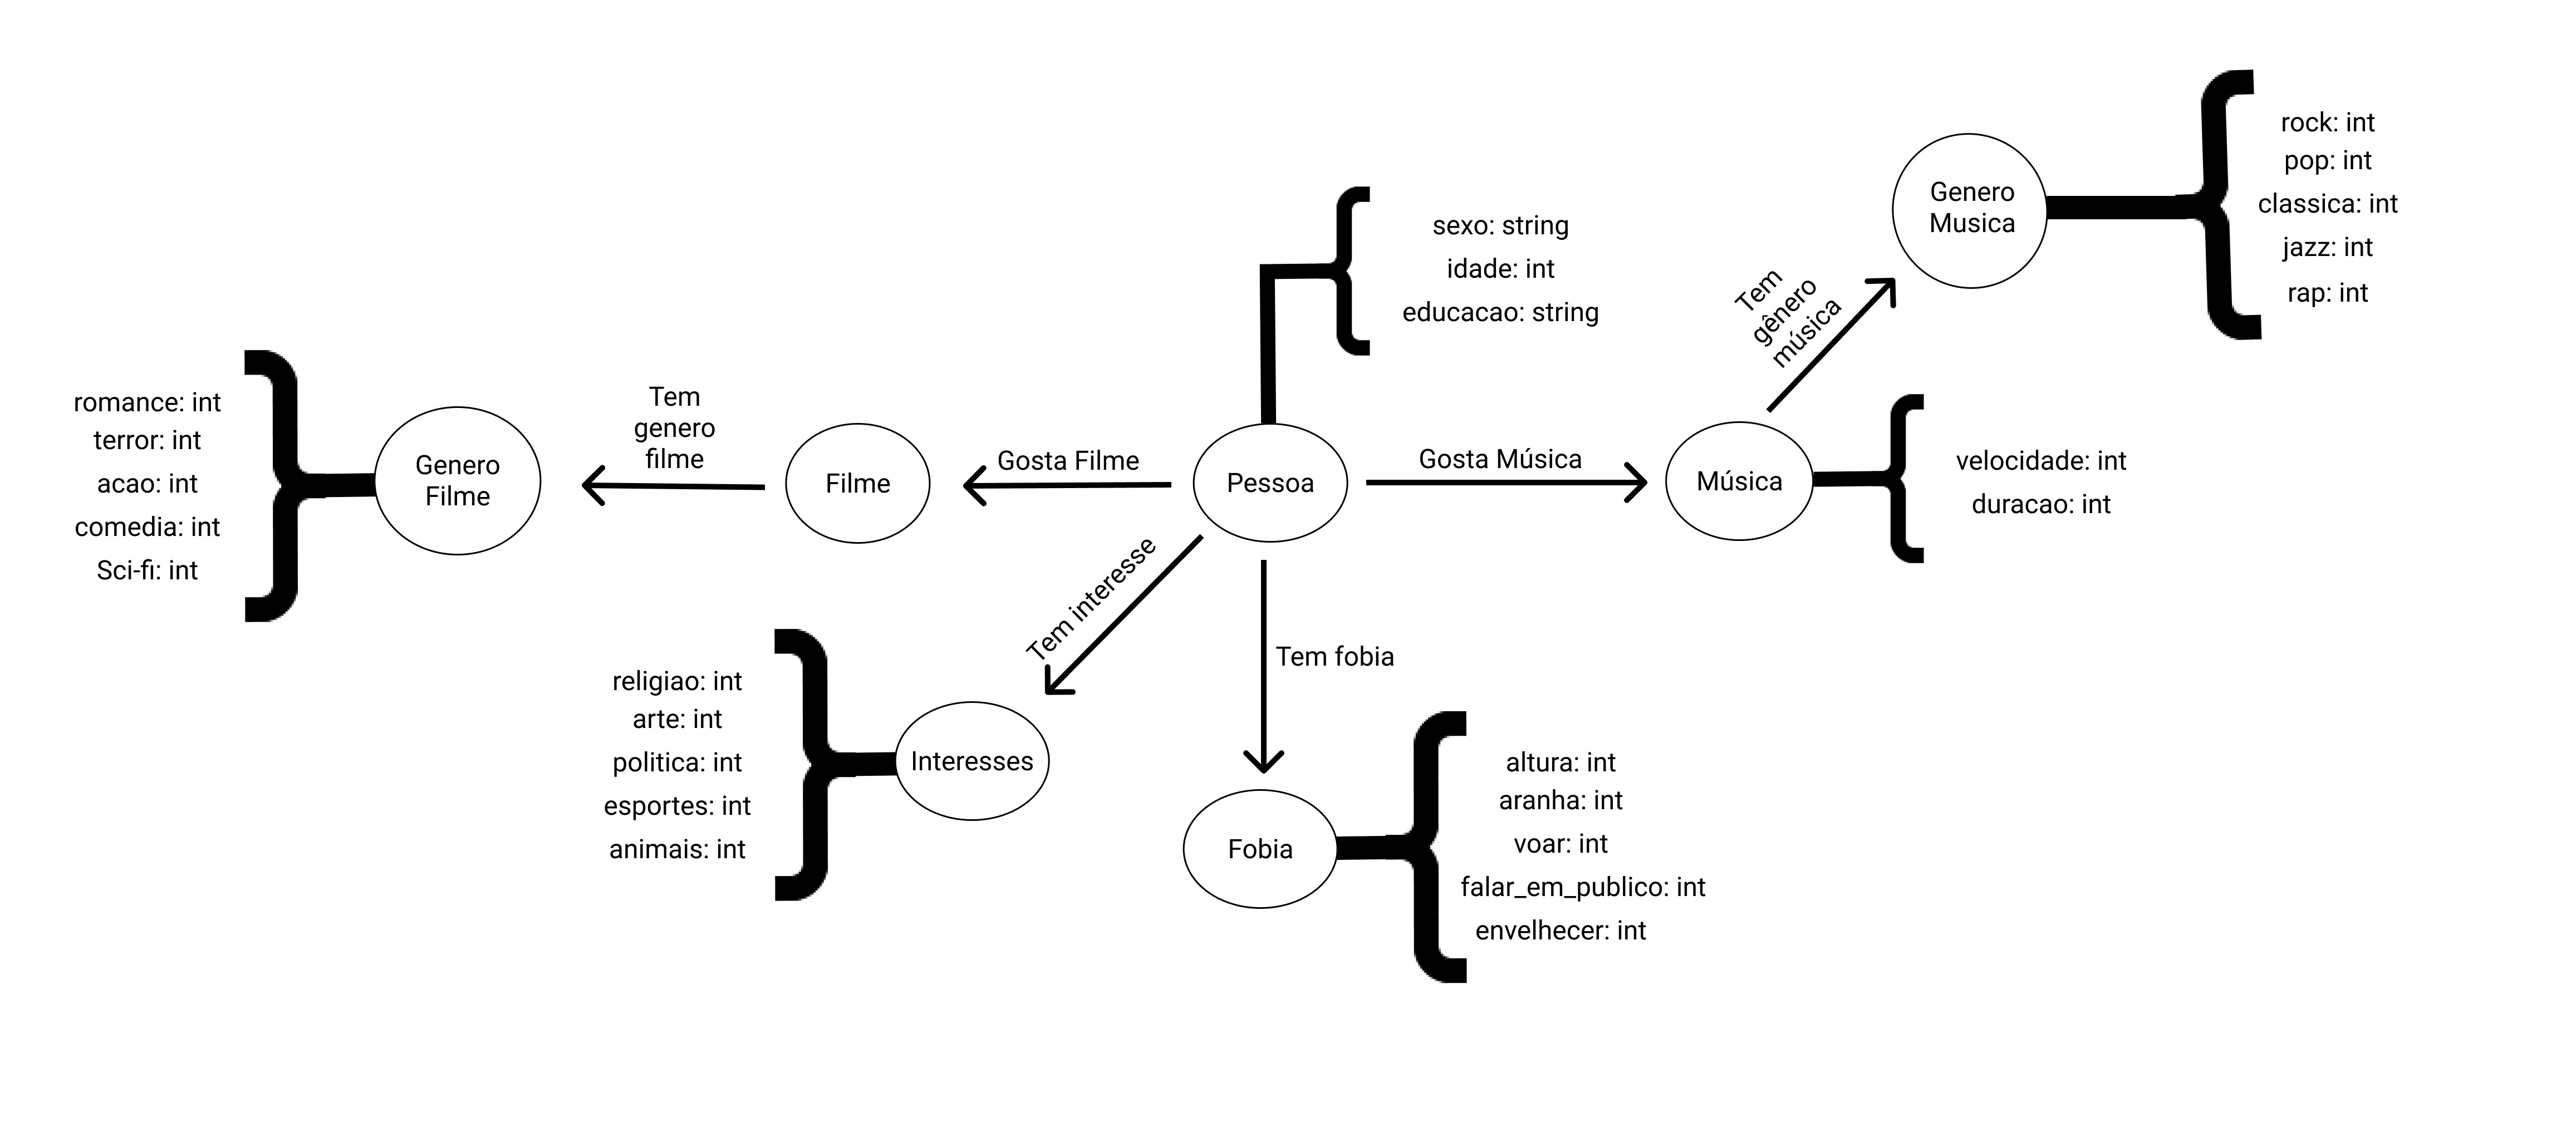 rock: int
pop: int
classica: int
jazz: int
rap: int
Genero
Musica
sexo: string
idade: int
educacao: string
Tem
gênero
música
romance: int
terror: int
acao: int
comedia: int
Sci-fi: int
Genero
Filme
Tem
genero
filme
Filme
Gosta Filme
Pessoa
Gosta Música
Música
velocidade: int
duracao: int
Tem interesse
Tem fobia
religiao: int
arte: int
politica: int
esportes: int
animais: int
Interesses
Fobia
altura: int
aranha: int
voar: int
falar_em_publico: int
envelhecer: int